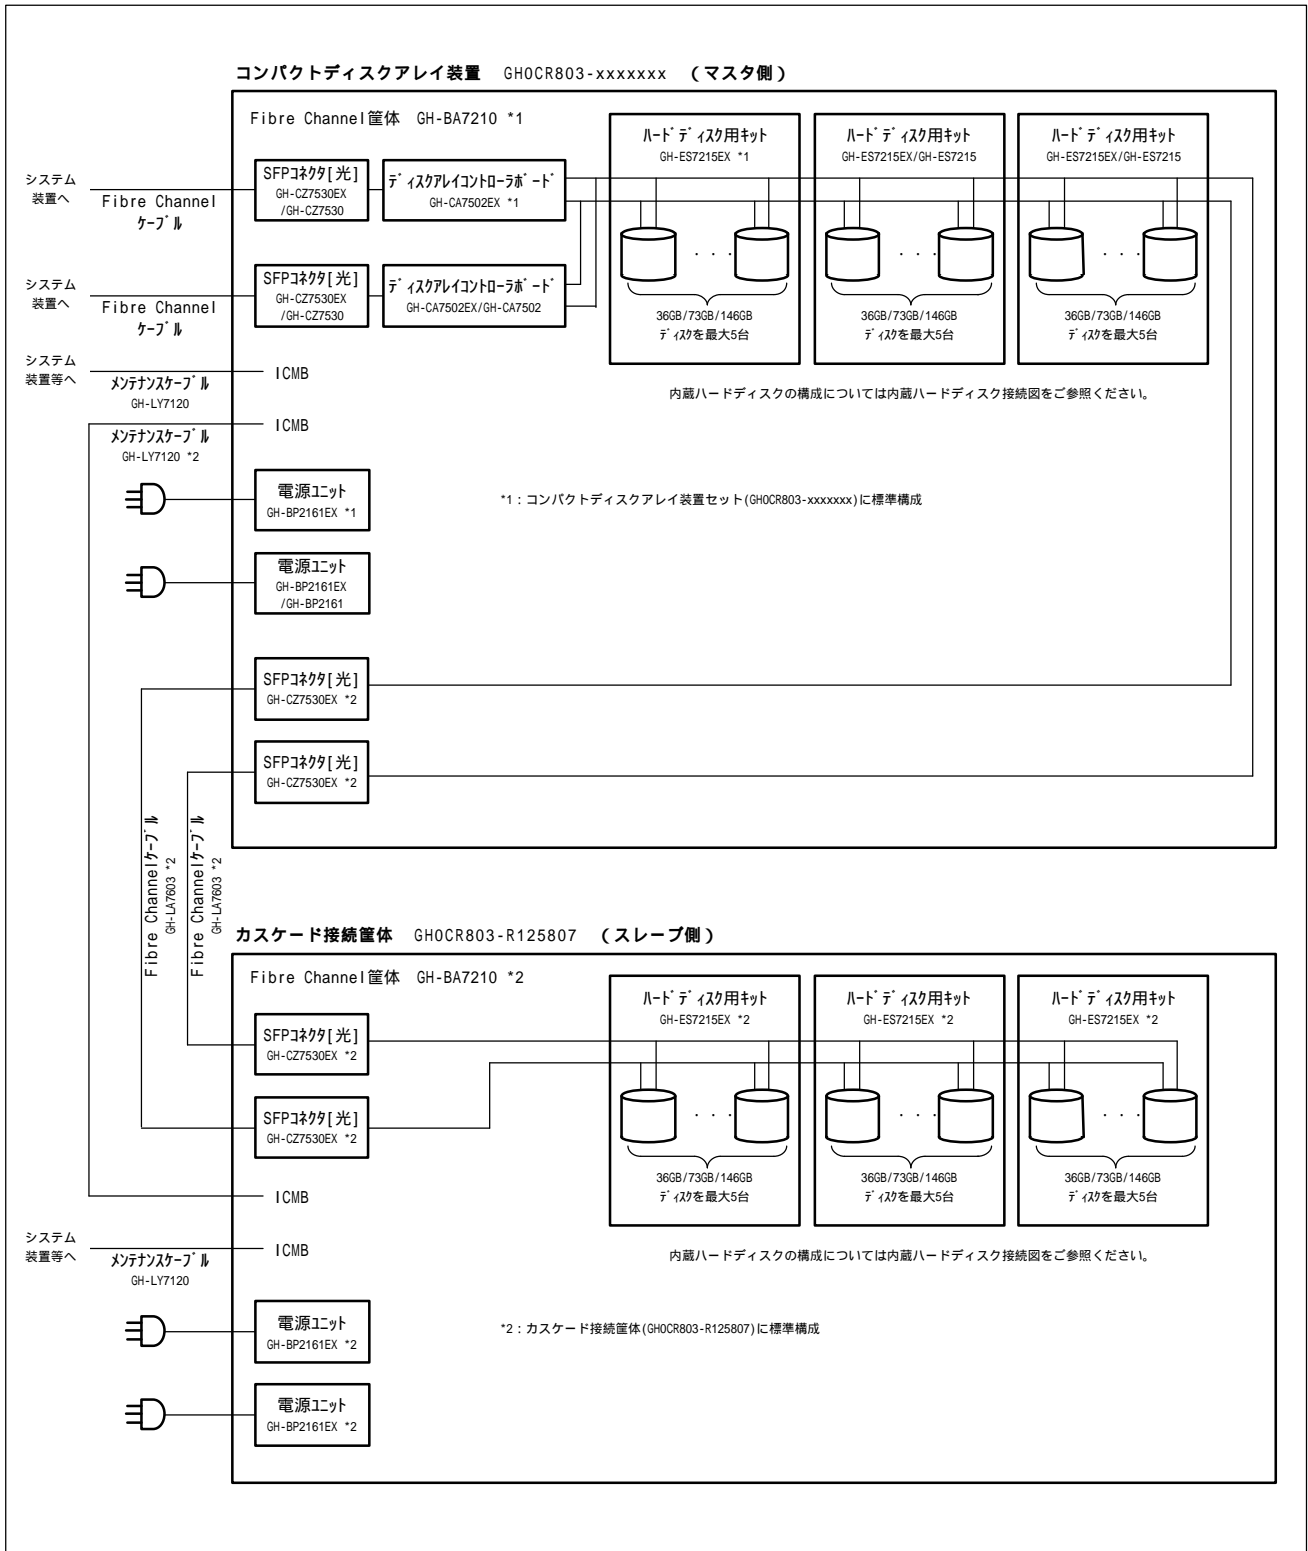 コンパクトディスクアレイ装置 GH0CR803-xxxxxxx （マスタ側）
Fibre Channel筐体 GH-BA7210 *1
ﾊｰﾄﾞﾃﾞｨｽｸ用ｷｯﾄ
GH-ES7215EX *1
ﾊｰﾄﾞﾃﾞｨｽｸ用ｷｯﾄ
GH-ES7215EX/GH-ES7215
ﾊｰﾄﾞﾃﾞｨｽｸ用ｷｯﾄ
GH-ES7215EX/GH-ES7215
システム
装置へ
Fibre Channel
ｹｰﾌﾞﾙ
SFPｺﾈｸﾀ[光]
GH-CZ7530EX
/GH-CZ7530
ﾃﾞｨｽｸｱﾚｲｺﾝﾄﾛｰﾗﾎﾞｰﾄﾞ
GH-CA7502EX *1
システム
装置へ
Fibre Channel
ｹｰﾌﾞﾙ
SFPｺﾈｸﾀ[光]
GH-CZ7530EX
/GH-CZ7530
ﾃﾞｨｽｸｱﾚｲｺﾝﾄﾛｰﾗﾎﾞｰﾄﾞ
GH-CA7502EX/GH-CA7502
・・・
・・・
・・・
36GB/73GB/146GB
ﾃﾞｨｽｸを最大5台
36GB/73GB/146GB
ﾃﾞｨｽｸを最大5台
36GB/73GB/146GB
ﾃﾞｨｽｸを最大5台
システム
装置等へ
ﾒﾝﾃﾅﾝｽｹｰﾌﾞﾙ
GH-LY7120
ICMB
内蔵ハードディスクの構成については内蔵ハードディスク接続図をご参照ください。
ﾒﾝﾃﾅﾝｽｹｰﾌﾞﾙ
GH-LY7120 *2
ICMB
電源ﾕﾆｯﾄ
GH-BP2161EX *1
*1：コンパクトディスクアレイ装置セット(GH0CR803-xxxxxxx)に標準構成
電源ﾕﾆｯﾄ
GH-BP2161EX
/GH-BP2161
SFPｺﾈｸﾀ[光]
GH-CZ7530EX *2
SFPｺﾈｸﾀ[光]
GH-CZ7530EX *2
Fibre Channelｹｰﾌﾞﾙ
GH-LA7603 *2
Fibre Channelｹｰﾌﾞﾙ
GH-LA7603 *2
カスケード接続筐体 GH0CR803-R125807 （スレーブ側）
Fibre Channel筐体 GH-BA7210 *2
ﾊｰﾄﾞﾃﾞｨｽｸ用ｷｯﾄ
GH-ES7215EX *2
ﾊｰﾄﾞﾃﾞｨｽｸ用ｷｯﾄ
GH-ES7215EX *2
ﾊｰﾄﾞﾃﾞｨｽｸ用ｷｯﾄ
GH-ES7215EX *2
SFPｺﾈｸﾀ[光]
GH-CZ7530EX *2
SFPｺﾈｸﾀ[光]
GH-CZ7530EX *2
・・・
・・・
・・・
36GB/73GB/146GB
ﾃﾞｨｽｸを最大5台
36GB/73GB/146GB
ﾃﾞｨｽｸを最大5台
36GB/73GB/146GB
ﾃﾞｨｽｸを最大5台
ICMB
システム
装置等へ
ﾒﾝﾃﾅﾝｽｹｰﾌﾞﾙ
GH-LY7120
ICMB
内蔵ハードディスクの構成については内蔵ハードディスク接続図をご参照ください。
電源ﾕﾆｯﾄ
GH-BP2161EX *2
*2：カスケード接続筐体(GH0CR803-R125807)に標準構成
電源ﾕﾆｯﾄ
GH-BP2161EX *2